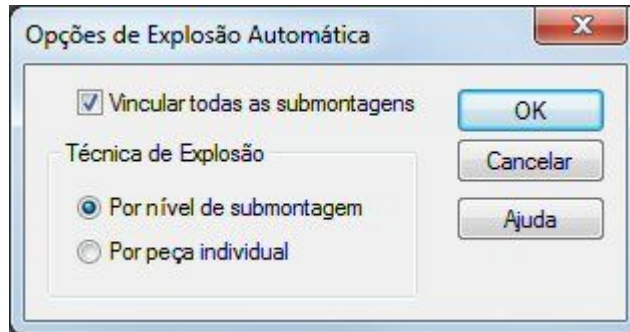 Opções de Explosão Automática
Vincular todas as submontagens
OK
Técnica de Explosão
Cancelar
Por nível de submontagem
Ajuda
Por peça individual